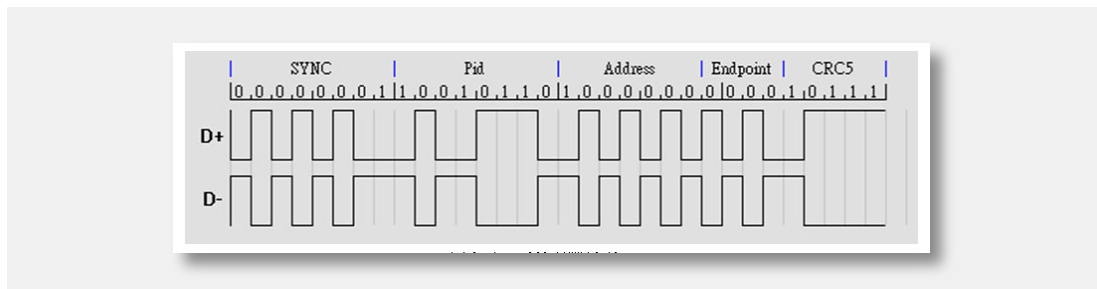 SYNC Pid Address Endpoint CRC5
0 0 0 0 0 0 0 1 1 0 0 1 0 1 1 0 1 0 0 0 0 0 0 0 0 0 0 1 0 1 1 1
D+
D-